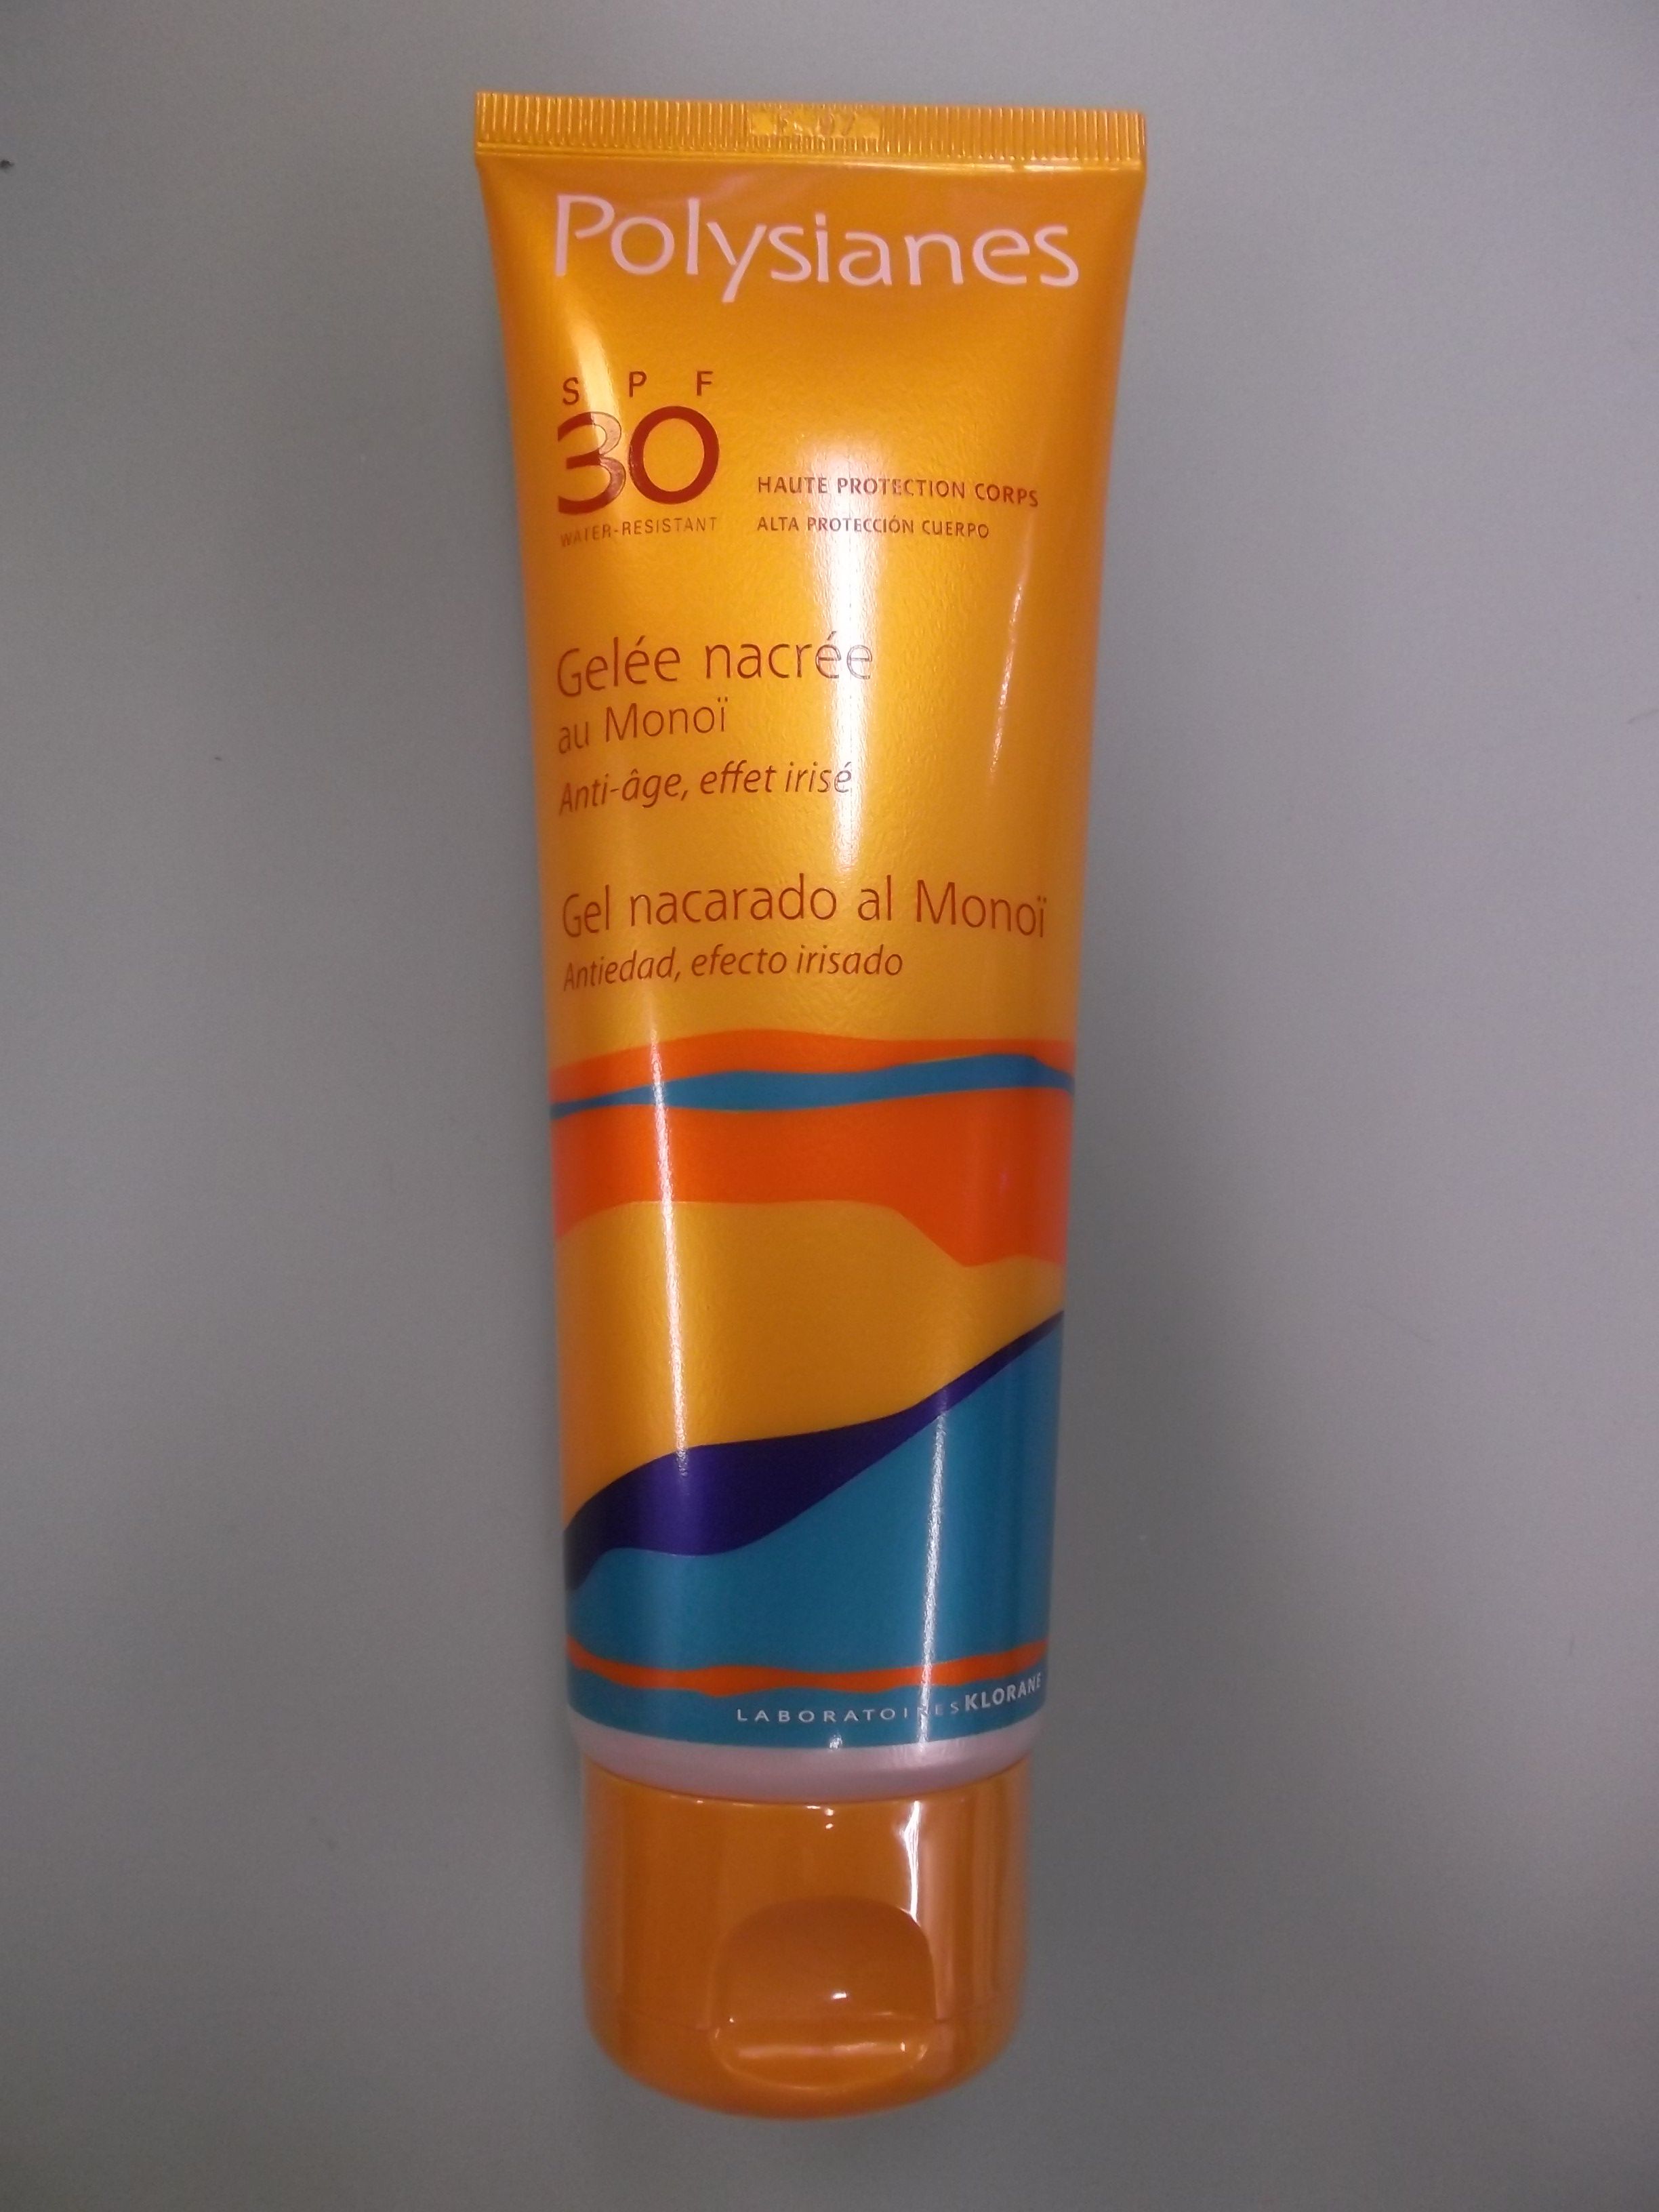 Polysianes
SPF
30
WATER-RESISTANT
HAUTE PROTECTION CORPS
ALTA PROTECCIÓN CUERPO
Gelée nacrée
au Monoï
Anti-âge, effet irisé
Gel nacarado al Monoï
Antiedad, efecto irisado
LABORATOIRES KLORANE